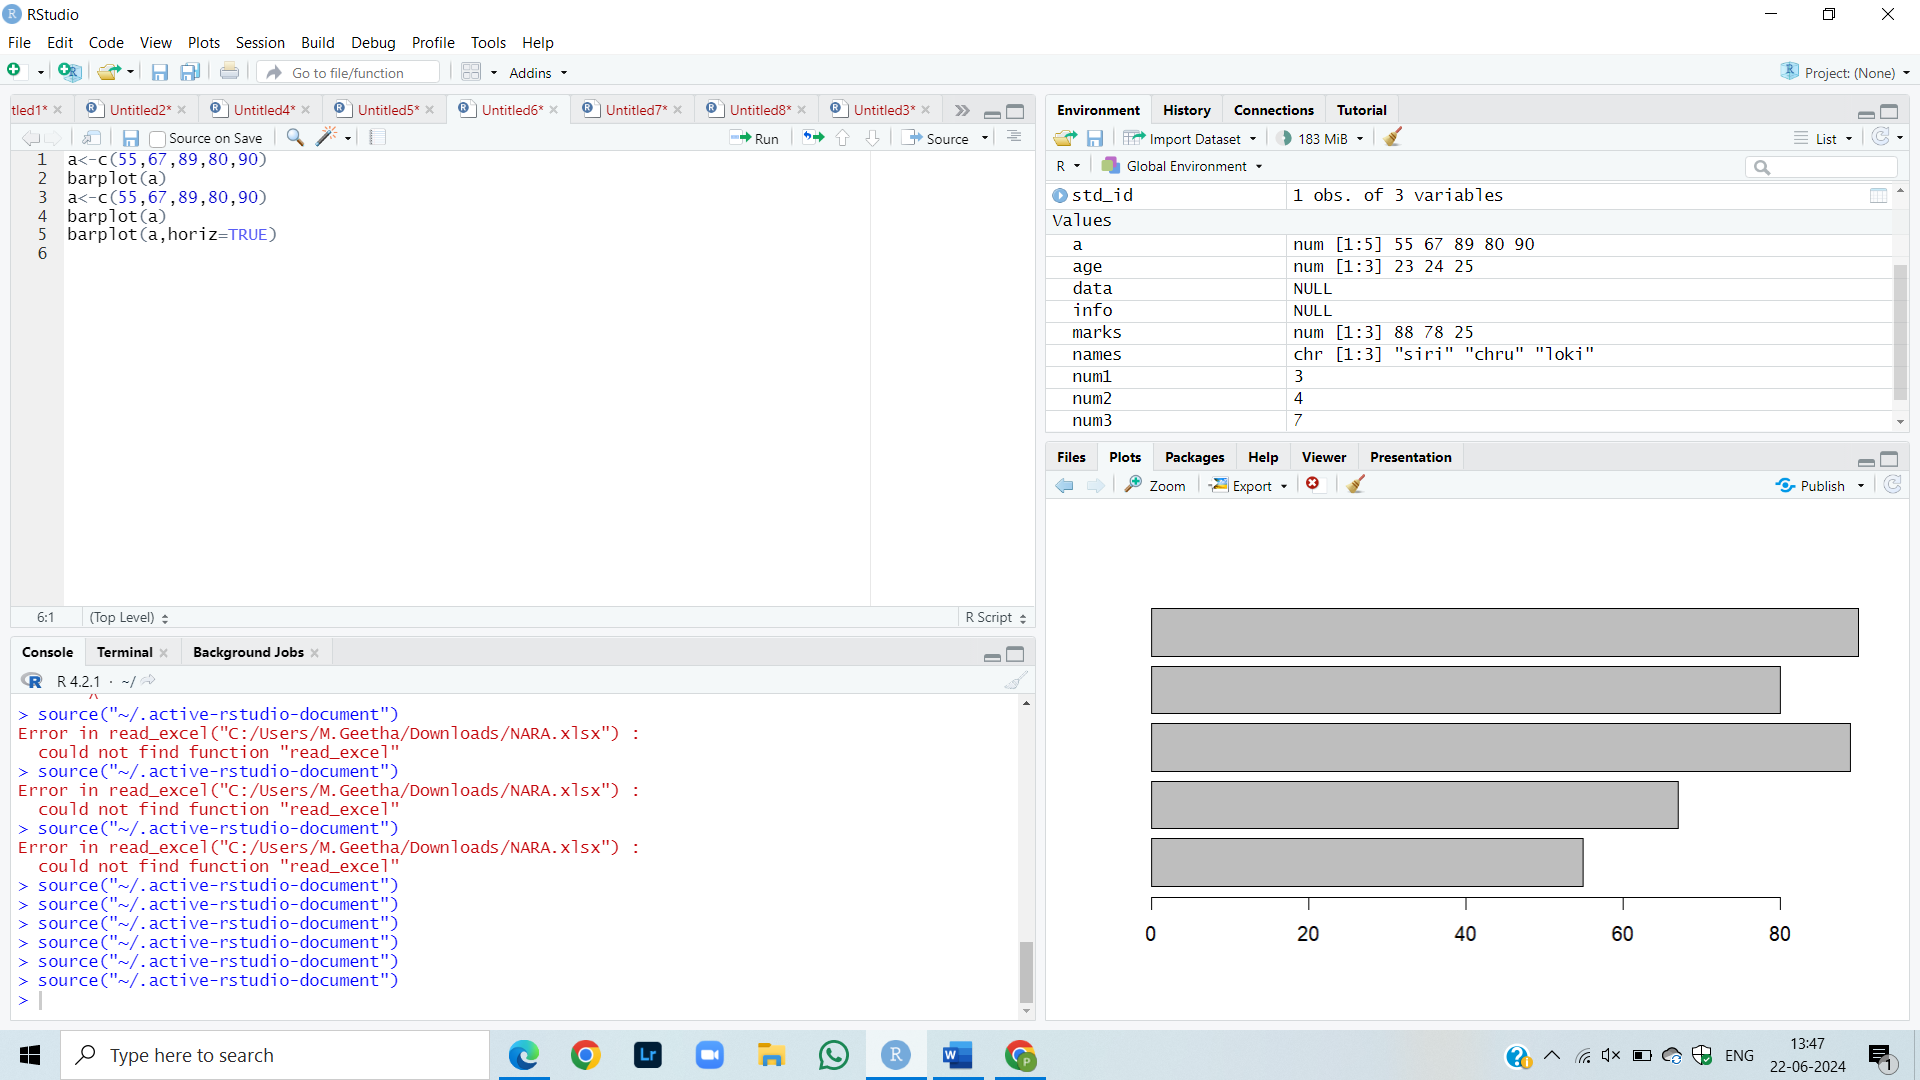 RStudio
File Edit Code View Plots Session Build Debug Profile Tools Help
Go to file/function Addins Project: (None)
tled1* Untitled2* Untitled4* Untitled5* Untitled6* Untitled7* Untitled8* Untitled3*
Source on Save Run Source
1 a<-c(55,67,89,80,90)
2 barplot(a)
3 a<-c(55,67,89,80,90)
4 barplot(a)
5 barplot(a,horiz=TRUE)
6
6:1 (Top Level) R Script
Console Terminal Background Jobs
R 4.2.1 · ~/
> source("~/.active-rstudio-document")
Error in read_excel("C:/Users/M.Geetha/Downloads/NARA.xlsx") :
could not find function "read_excel"
> source("~/.active-rstudio-document")
Error in read_excel("C:/Users/M.Geetha/Downloads/NARA.xlsx") :
could not find function "read_excel"
> source("~/.active-rstudio-document")
Error in read_excel("C:/Users/M.Geetha/Downloads/NARA.xlsx") :
could not find function "read_excel"
> source("~/.active-rstudio-document")
> source("~/.active-rstudio-document")
> source("~/.active-rstudio-document")
> source("~/.active-rstudio-document")
> source("~/.active-rstudio-document")
> source("~/.active-rstudio-document")
>
Environment History Connections Tutorial
Import Dataset 183 MiB List
R Global Environment
std_id 1 obs. of 3 variables
Values
a num [1:5] 55 67 89 80 90
age num [1:3] 23 24 25
data NULL
info NULL
marks num [1:3] 88 78 25
names chr [1:3] "siri" "chru" "loki"
num1 3
num2 4
num3 7
Files Plots Packages Help Viewer Presentation
Zoom Export Publish
0 20 40 60 80
Type here to search
Lr
R
W
P
ENG
13:47
22-06-2024
1